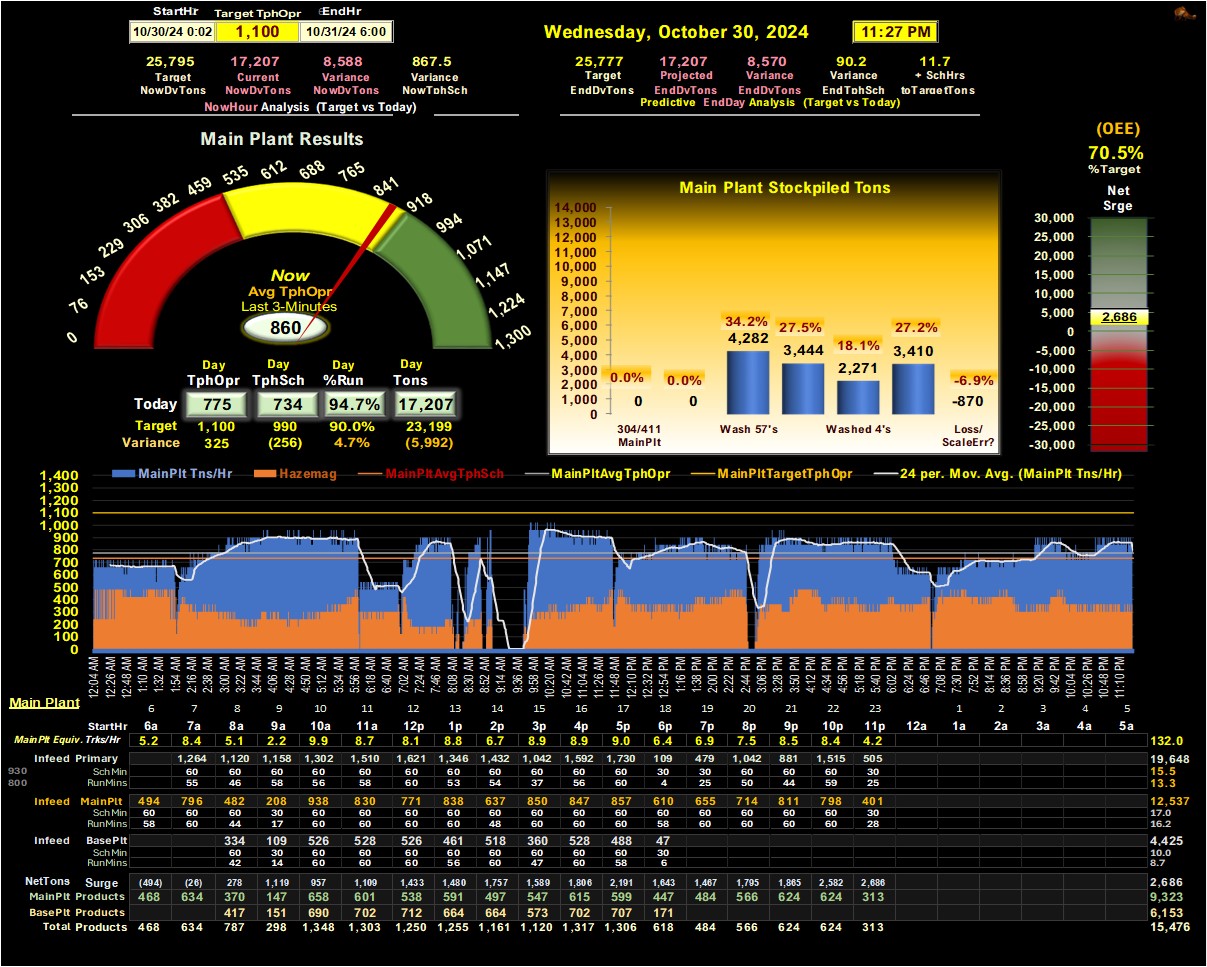 StartHr Target TphOpr EndHr
10/30/24 0:02 1,100 10/31/24 6:00
Wednesday, October 30, 2024 11:27 PM
25,795 17,207 8,588 867.5
Target Current Variance Variance
NowDvTons NowDvTons NowDvTons NowTphSch
NowHour Analysis (Target vs Today)
25,777 17,207 8,570 90.2 11.7
Target Projected Variance Variance + SchHrs
EndDvTons EndDvTons EndDvTons EndTphSch toTargetTons
Predictive EndDay Analysis (Target vs Today)
Main Plant Results
0 76 153 229 306 382 459 535 612 688 765 841 918 994 1,071 1,147 1,224 1,300
Now
Avg TphOpr
Last 3-Minutes
860
Day Day Day Day
TphOpr TphSch %Run Tons
Today 775 734 94.7% 17,207
Target 1,100 990 90.0% 23,199
Variance 325 (256) 4.7% (5,992)
Main Plant Stockpiled Tons
14,000
13,000
12,000
11,000
10,000
9,000
8,000
7,000
6,000
5,000
4,000
3,000
2,000
1,000
0
0.0% 0.0% 34.2% 27.5% 18.1% 27.2% -6.9%
0 0 4,282 3,444 2,271 3,410 -870
304/411 Wash 57's Washed 4's Loss/
MainPlt ScaleErr?
(OEE)
70.5%
%Target
Net
Srge
30,000
25,000
20,000
15,000
10,000
5,000
0
-5,000
-10,000
-15,000
-20,000
-25,000
-30,000
2,686
MainPlt Tns/Hr Hazemag MainPltAvgTphSch MainPltAvgTphOpr MainPltTargetTphOpr 24 per. Mov. Avg. (MainPlt Tns/Hr)
1,400
1,300
1,200
1,100
1,000
900
800
700
600
500
400
300
200
100
0
12:04 AM 12:26 AM 12:48 AM 1:10 AM 1:32 AM 1:54 AM 2:16 AM 2:38 AM 3:00 AM 3:22 AM 3:44 AM 4:06 AM 4:28 AM 4:50 AM 5:12 AM 5:34 AM 5:56 AM 6:18 AM 6:40 AM 7:02 AM 7:24 AM 7:46 AM 8:08 AM 8:30 AM 8:52 AM 9:14 AM 9:36 AM 9:58 AM 10:20 AM 10:42 AM 11:04 AM 11:26 AM 11:48 AM 12:10 PM 12:32 PM 12:54 PM 1:16 PM 1:38 PM 2:00 PM 2:22 PM 2:44 PM 3:06 PM 3:28 PM 3:50 PM 4:12 PM 4:34 PM 4:56 PM 5:18 PM 5:40 PM 6:02 PM 6:24 PM 6:46 PM 7:08 PM 7:30 PM 7:52 PM 8:14 PM 8:36 PM 8:58 PM 9:20 PM 9:42 PM 10:04 PM 10:26 PM 10:48 PM 11:10 PM
Main Plant 6 7 8 9 10 11 12 13 14 15 16 17 18 19 20 21 22 23 1 2 3 4 5
StartHr 6a 7a 8a 9a 10a 11a 12p 1p 2p 3p 4p 5p 6p 7p 8p 9p 10p 11p 12a 1a 2a 3a 4a 5a
MainPlt Equiv. Trks/Hr 5.2 8.4 5.1 2.2 9.9 8.7 8.1 8.8 6.7 8.9 8.9 9.0 6.4 6.9 7.5 8.5 8.4 4.2 132.0
Infeed Primary 1,264 1,120 1,158 1,302 1,510 1,621 1,346 1,432 1,042 1,592 1,730 109 479 1,042 881 1,515 505 19,648
930 SchMin 60 60 60 60 60 60 60 60 60 60 60 30 30 60 60 60 30 15.5
800 RunMins 55 46 58 56 58 60 53 54 37 56 60 4 25 50 44 59 25 13.3
Infeed MainPlt 494 796 482 208 938 830 771 838 637 850 847 857 610 655 714 811 798 401 12,537
SchMin 60 60 60 30 60 60 60 60 60 60 60 60 60 60 60 60 60 30 17.0
RunMins 58 60 44 17 60 60 60 60 48 60 60 60 58 60 60 60 60 28 16.2
Infeed BasePlt 334 109 526 528 526 461 518 360 528 488 47 4,425
SchMin 60 30 60 60 60 60 60 60 60 60 30 10.0
RunMins 42 14 60 60 60 56 60 47 60 58 6 8.7
NetTons Surge (494) (26) 278 1,119 957 1,109 1,433 1,480 1,757 1,589 1,806 2,191 1,643 1,467 1,795 1,865 2,582 2,686 2,686
MainPlt Products 468 634 370 147 658 601 538 591 497 547 615 599 447 484 566 624 624 313 9,323
BasePlt Products 417 151 690 702 712 664 664 573 702 707 171 6,153
Total Products 468 634 787 298 1,348 1,303 1,250 1,255 1,161 1,120 1,317 1,306 618 484 566 624 624 313 15,476